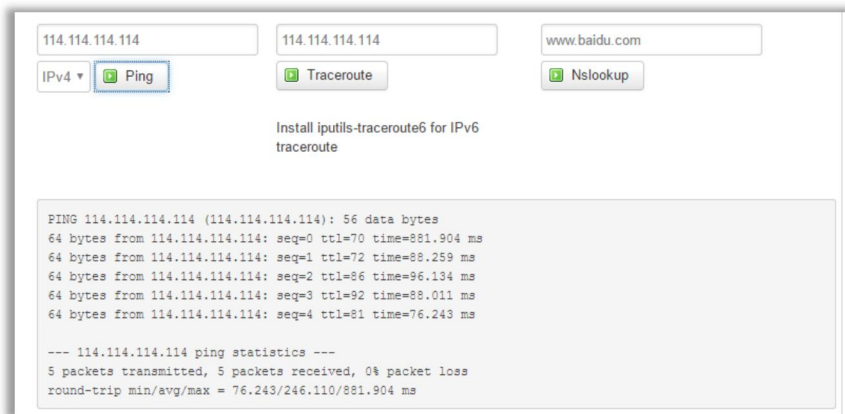 114.114.114.114 114.114.114.114 www.baidu.com
IPv4 Ping Traceroute Nslookup
Install iputils-traceroute6 for IPv6
traceroute
PING 114.114.114.114 (114.114.114.114): 56 data bytes
64 bytes from 114.114.114.114: seq=0 ttl=70 time=881.904 ms
64 bytes from 114.114.114.114: seq=1 ttl=72 time=88.259 ms
64 bytes from 114.114.114.114: seq=2 ttl=86 time=96.134 ms
64 bytes from 114.114.114.114: seq=3 ttl=92 time=88.011 ms
64 bytes from 114.114.114.114: seq=4 ttl=81 time=76.243 ms
--- 114.114.114.114 ping statistics ---
5 packets transmitted, 5 packets received, 0% packet loss
round-trip min/avg/max = 76.243/246.110/881.904 ms